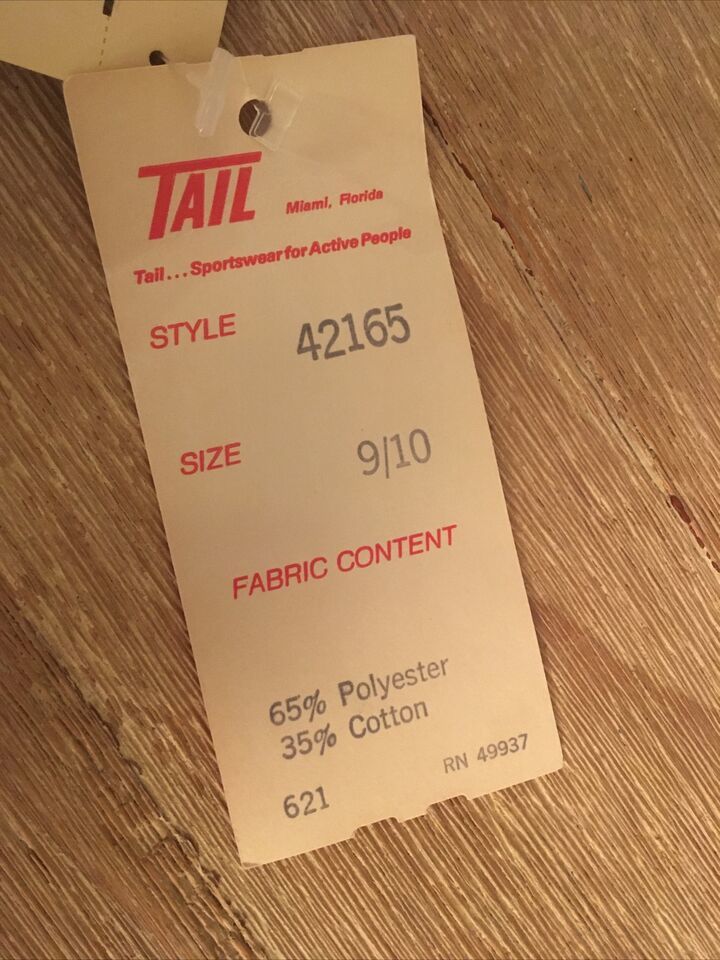 TAIL Miami, Florida
Tail...Sportswear for Active People
STYLE 42165
SIZE 9/10
FABRIC CONTENT
65% Polyester
35% Cotton
621 RN 49937